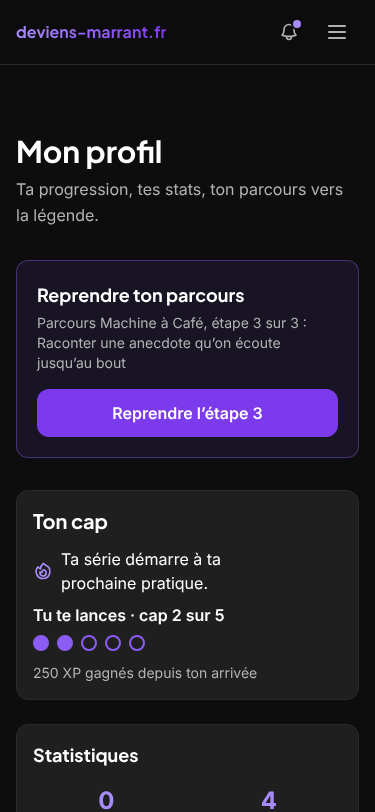 deviens-marrant.fr
Mon profil
Ta progression, tes stats, ton parcours vers
la légende.
Reprendre ton parcours
Parcours Machine à Café, étape 3 sur 3 :
Raconter une anecdote qu’on écoute
jusqu’au bout
Reprendre l’étape 3
Ton cap
Ta série démarre à ta
prochaine pratique.
Tu te lances · cap 2 sur 5
250 XP gagnés depuis ton arrivée
Statistiques
0 4